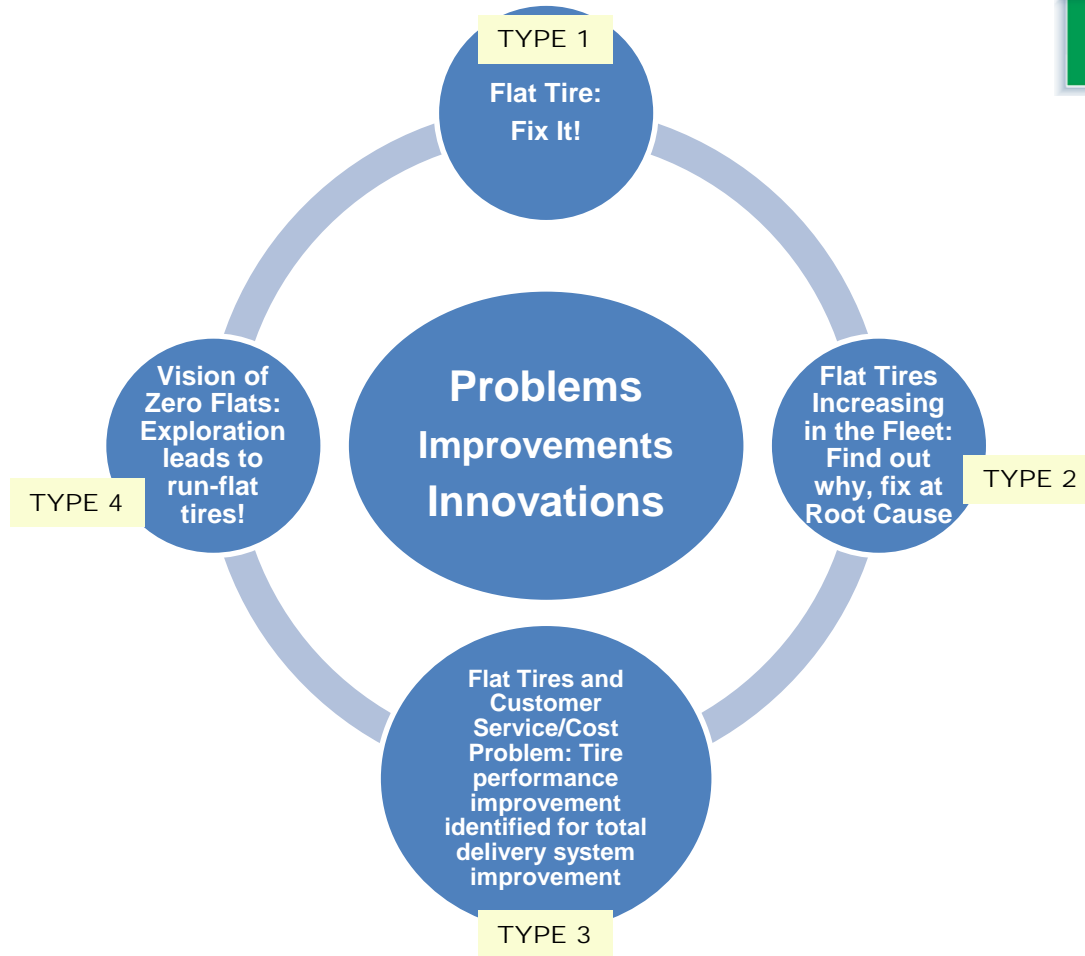 TYPE 1
Flat Tire:
Fix It!
Problems
Improvements
Innovations
Flat Tires
Increasing
in the Fleet:
Find out
why, fix at
Root Cause
TYPE 2
Flat Tires and
Customer
Service/Cost
Problem: Tire
performance
improvement
identified for total
delivery system
improvement
TYPE 3
Vision of
Zero Flats:
Exploration
leads to
run-flat
tires!
TYPE 4